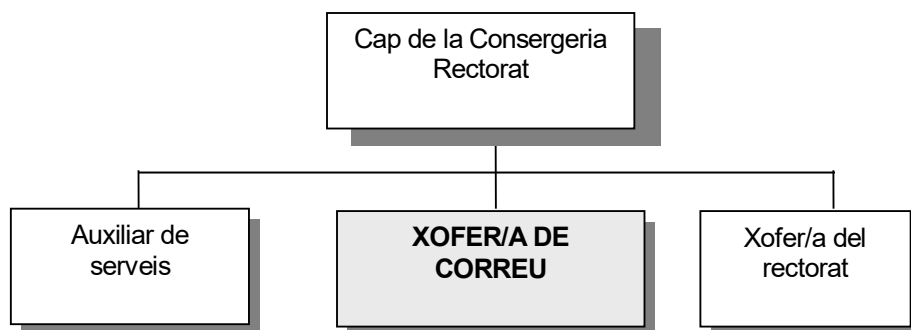 Cap de la Consergeria
Rectorat
Auxiliar de
serveis
XOFER/A DE
CORREU
Xofer/a del
rectorat